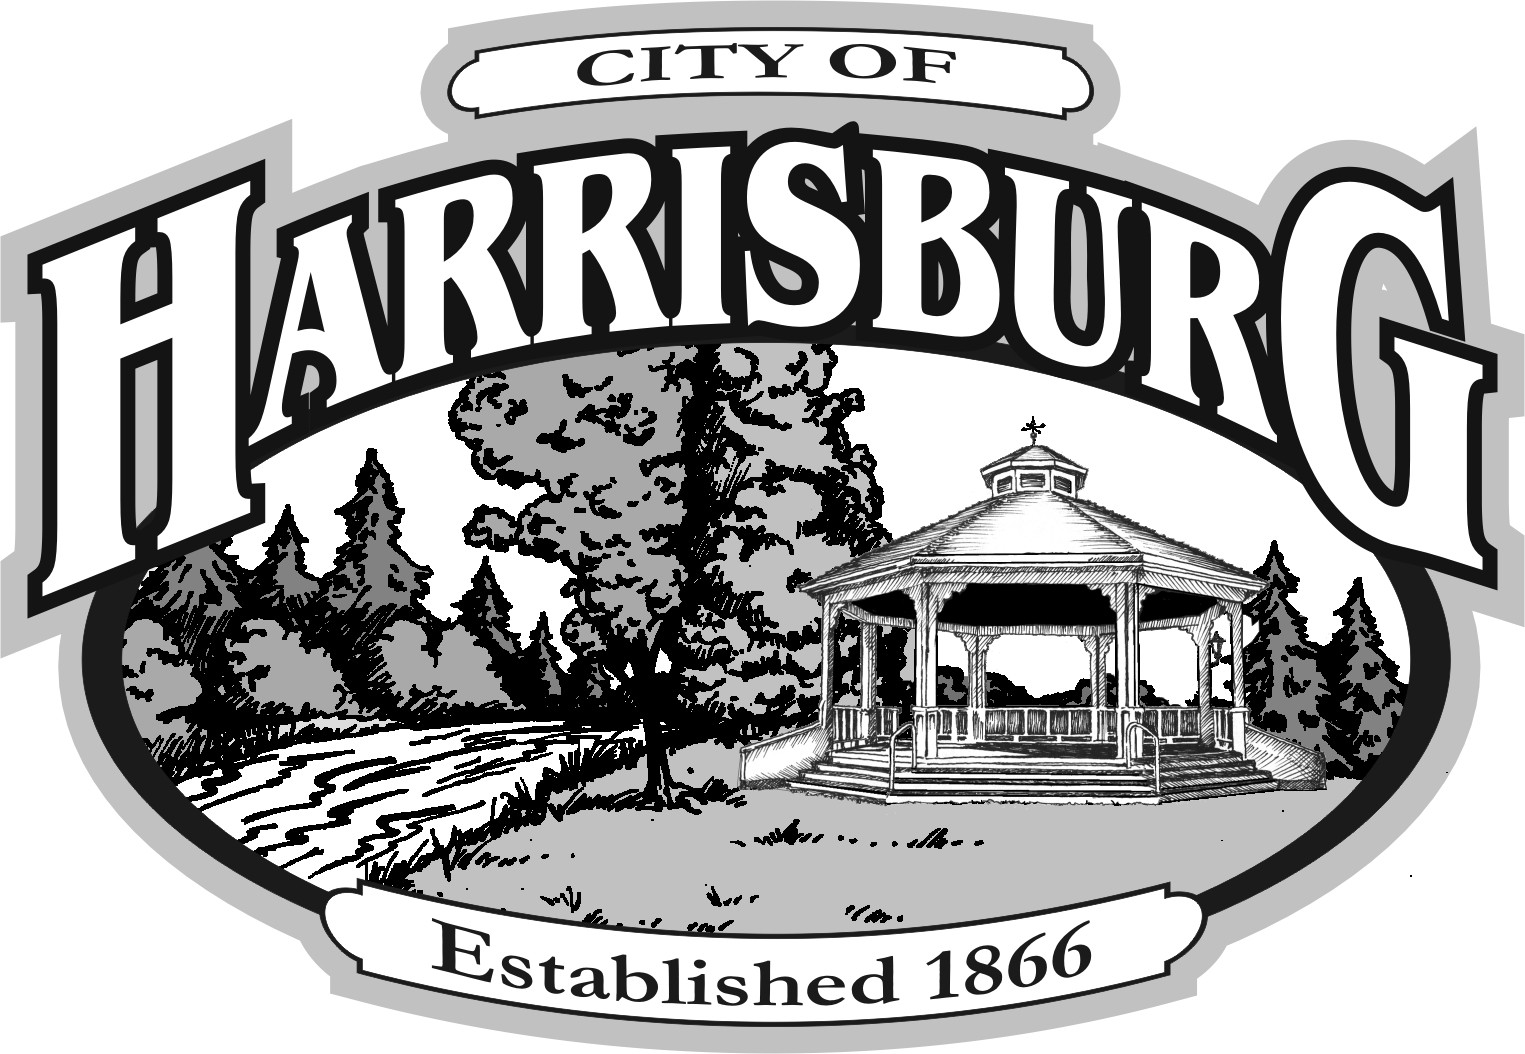 CITY OF
HARRISBURG
Established 1866